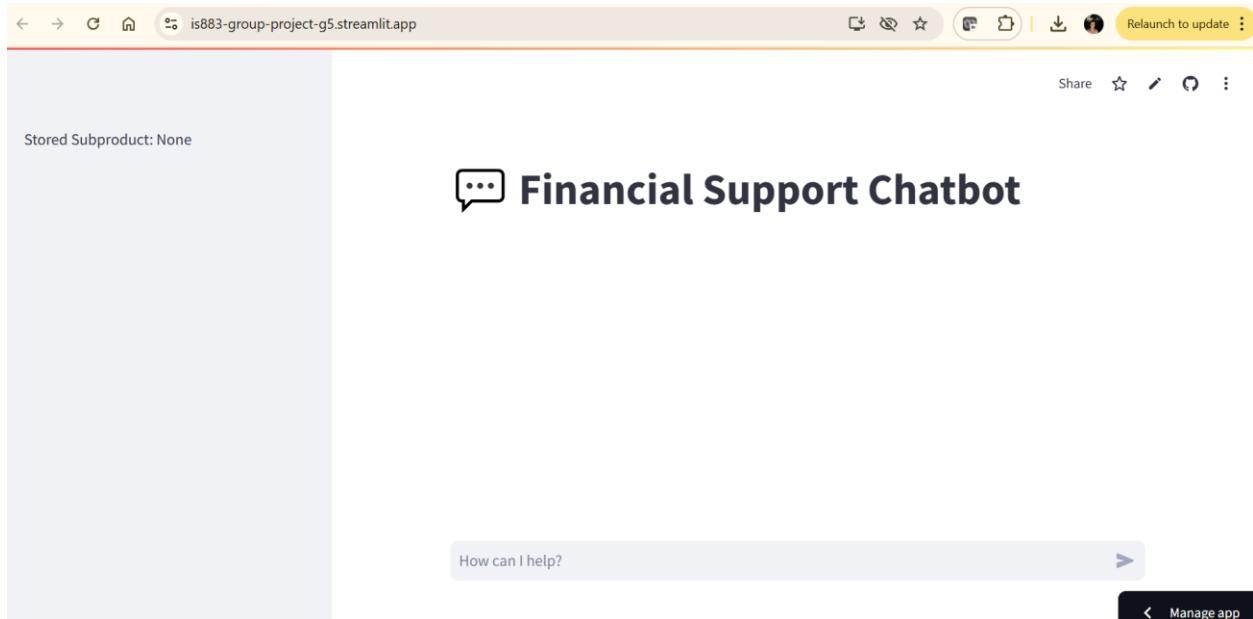 is883-group-project-g5.streamlit.app
Relaunch to update
Share
Stored Subproduct: None
Financial Support Chatbot
How can I help?
Manage app